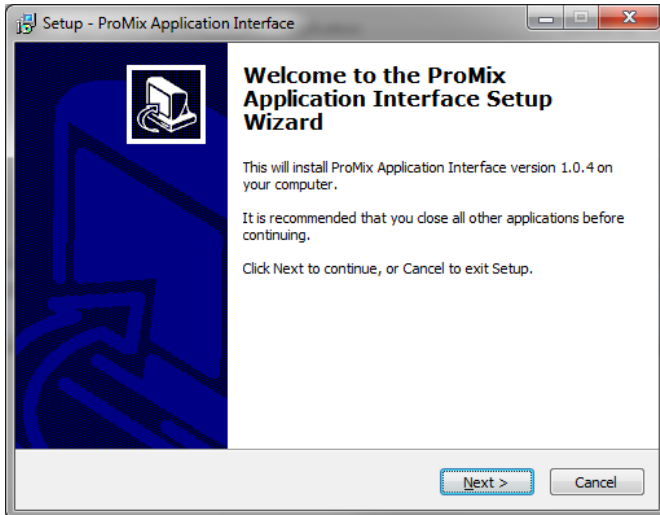 Setup - ProMix Application Interface
Welcome to the ProMix
Application Interface Setup
Wizard
This will install ProMix Application Interface version 1.0.4 on
your computer.
It is recommended that you close all other applications before
continuing.
Click Next to continue, or Cancel to exit Setup.
Next >
Cancel